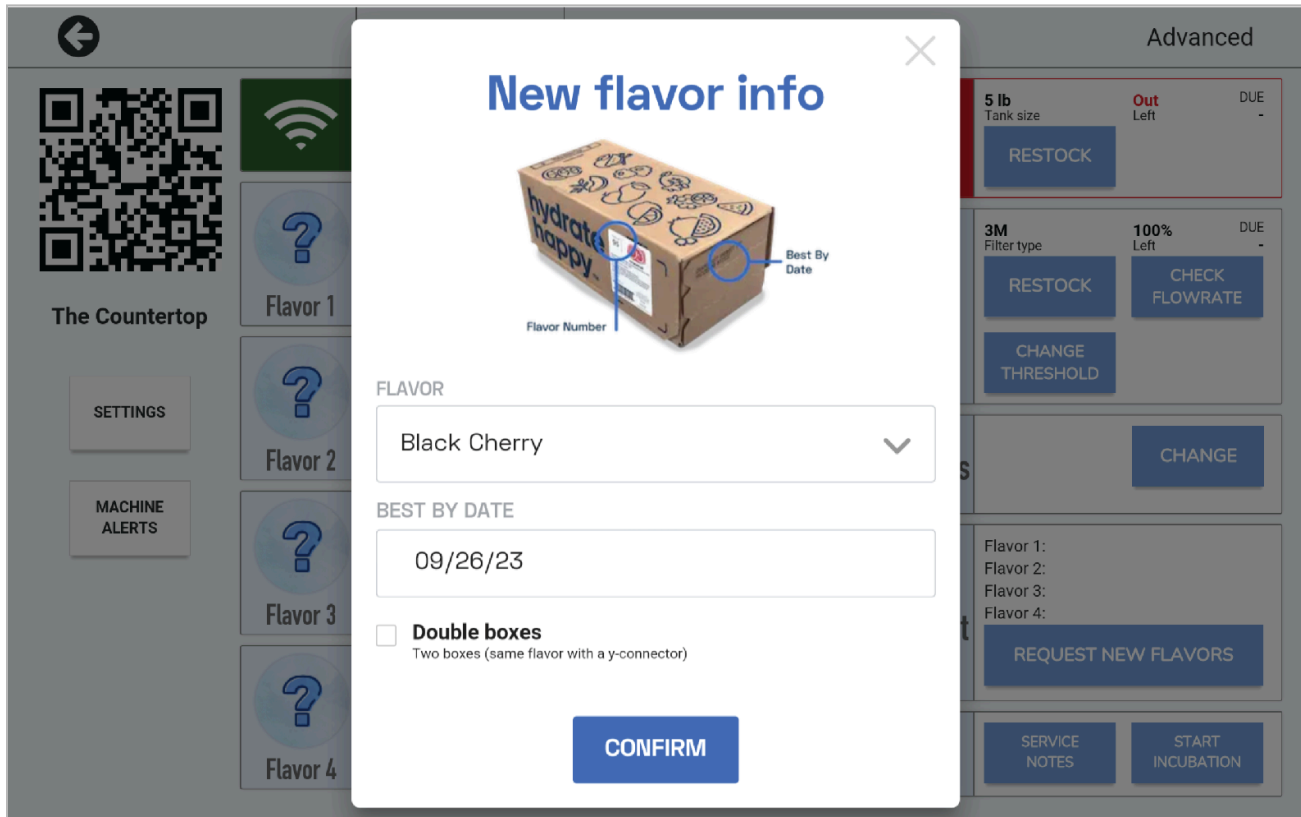 Advanced
The Countertop
SETTINGS
MACHINE
ALERTS
Flavor 1
Flavor 2
Flavor 3
Flavor 4
New flavor info
hydrate
happy
Best By
Date
Flavor Number
FLAVOR
Black Cherry
BEST BY DATE
09/26/23
Double boxes
Two boxes (same flavor with a y-connector)
CONFIRM
5 lb
Tank size
Out
Left
DUE
-
RESTOCK
3M
Filter type
100%
Left
DUE
-
RESTOCK
CHECK
FLOWRATE
CHANGE
THRESHOLD
s
CHANGE
t
Flavor 1:
Flavor 2:
Flavor 3:
Flavor 4:
REQUEST NEW FLAVORS
SERVICE
NOTES
START
INCUBATION